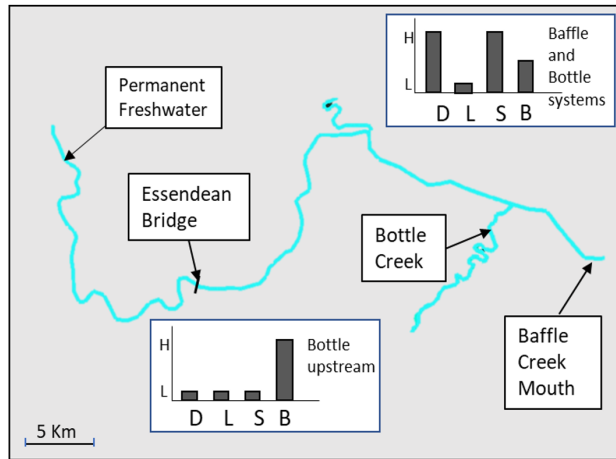 H
L
D L S B
Baffle
and
Bottle
systems
Permanent
Freshwater
Essendean
Bridge
Bottle
Creek
Baffle
Creek
Mouth
H
L
D L S B
Bottle
upstream
5 Km